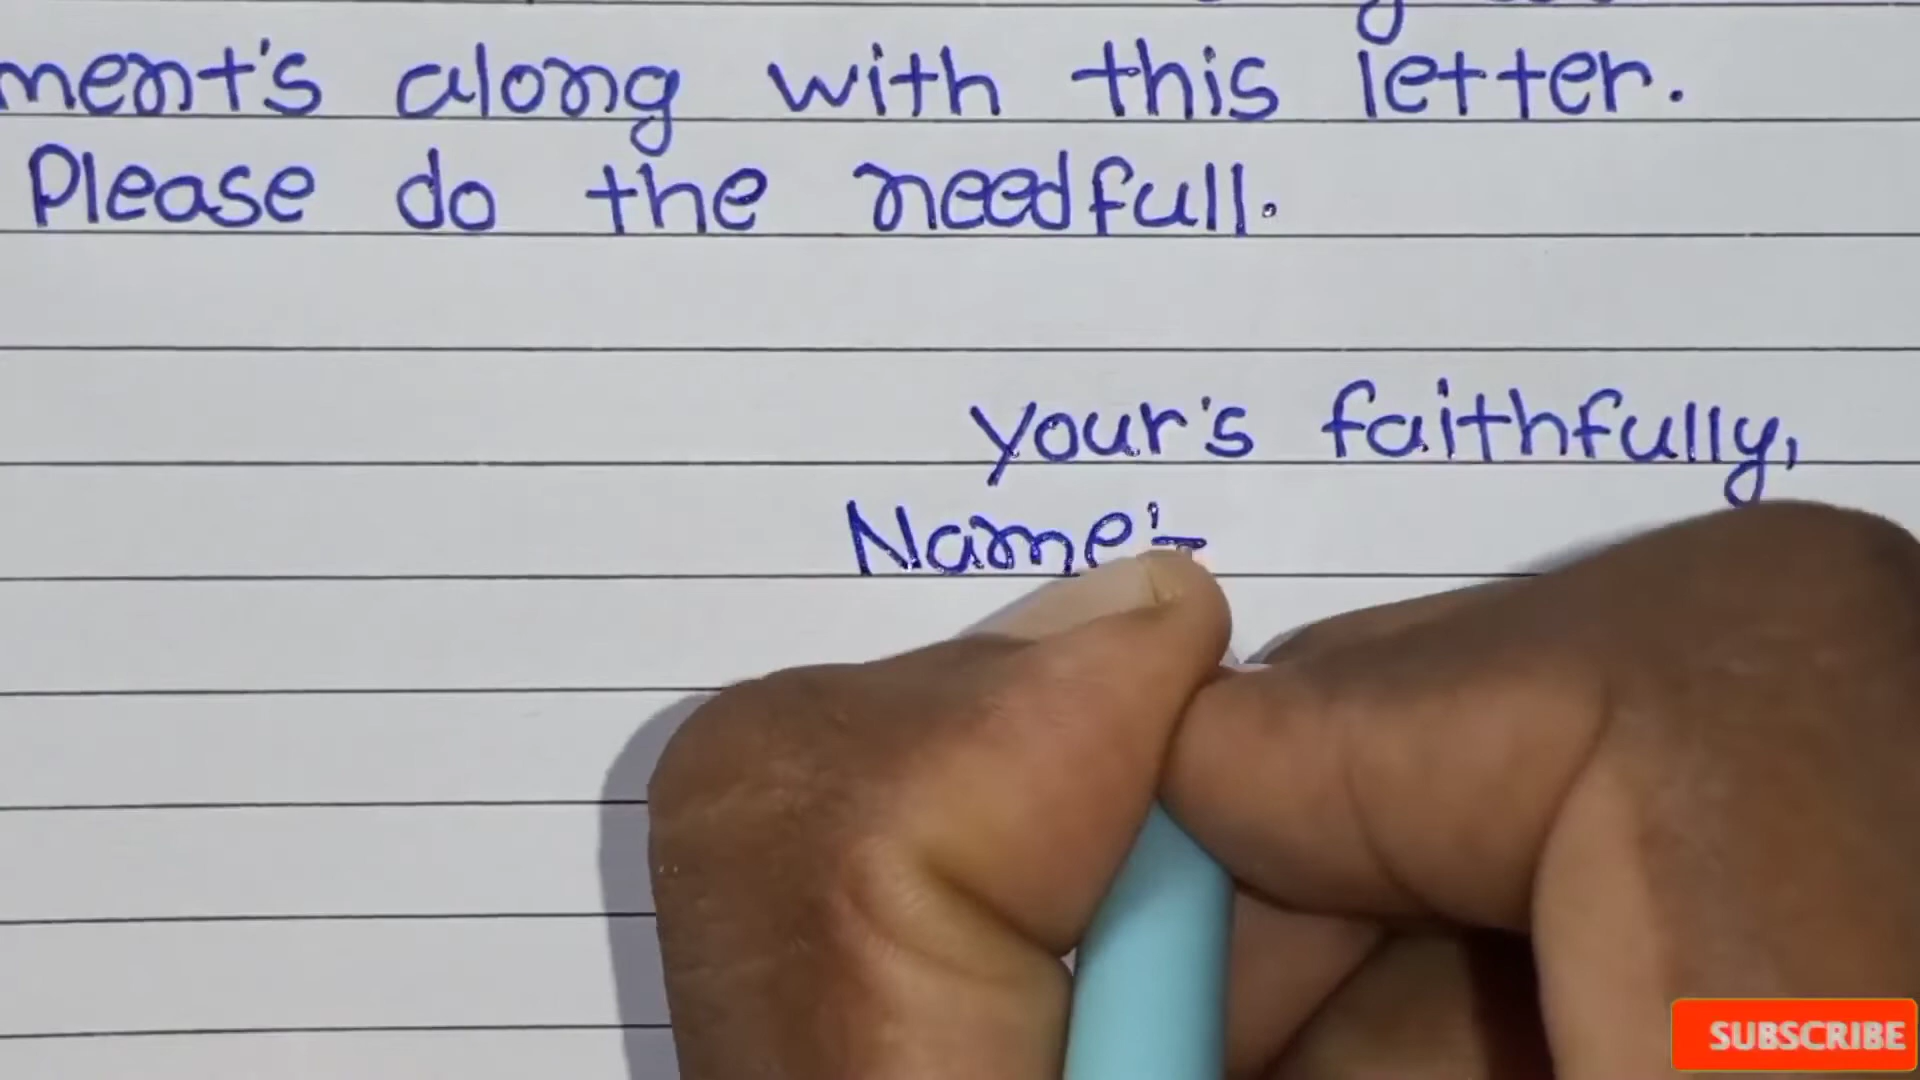 ment's along with this letter.
Please do the needfull.
your's faithfully,
Name:-
SUBSCRIBE